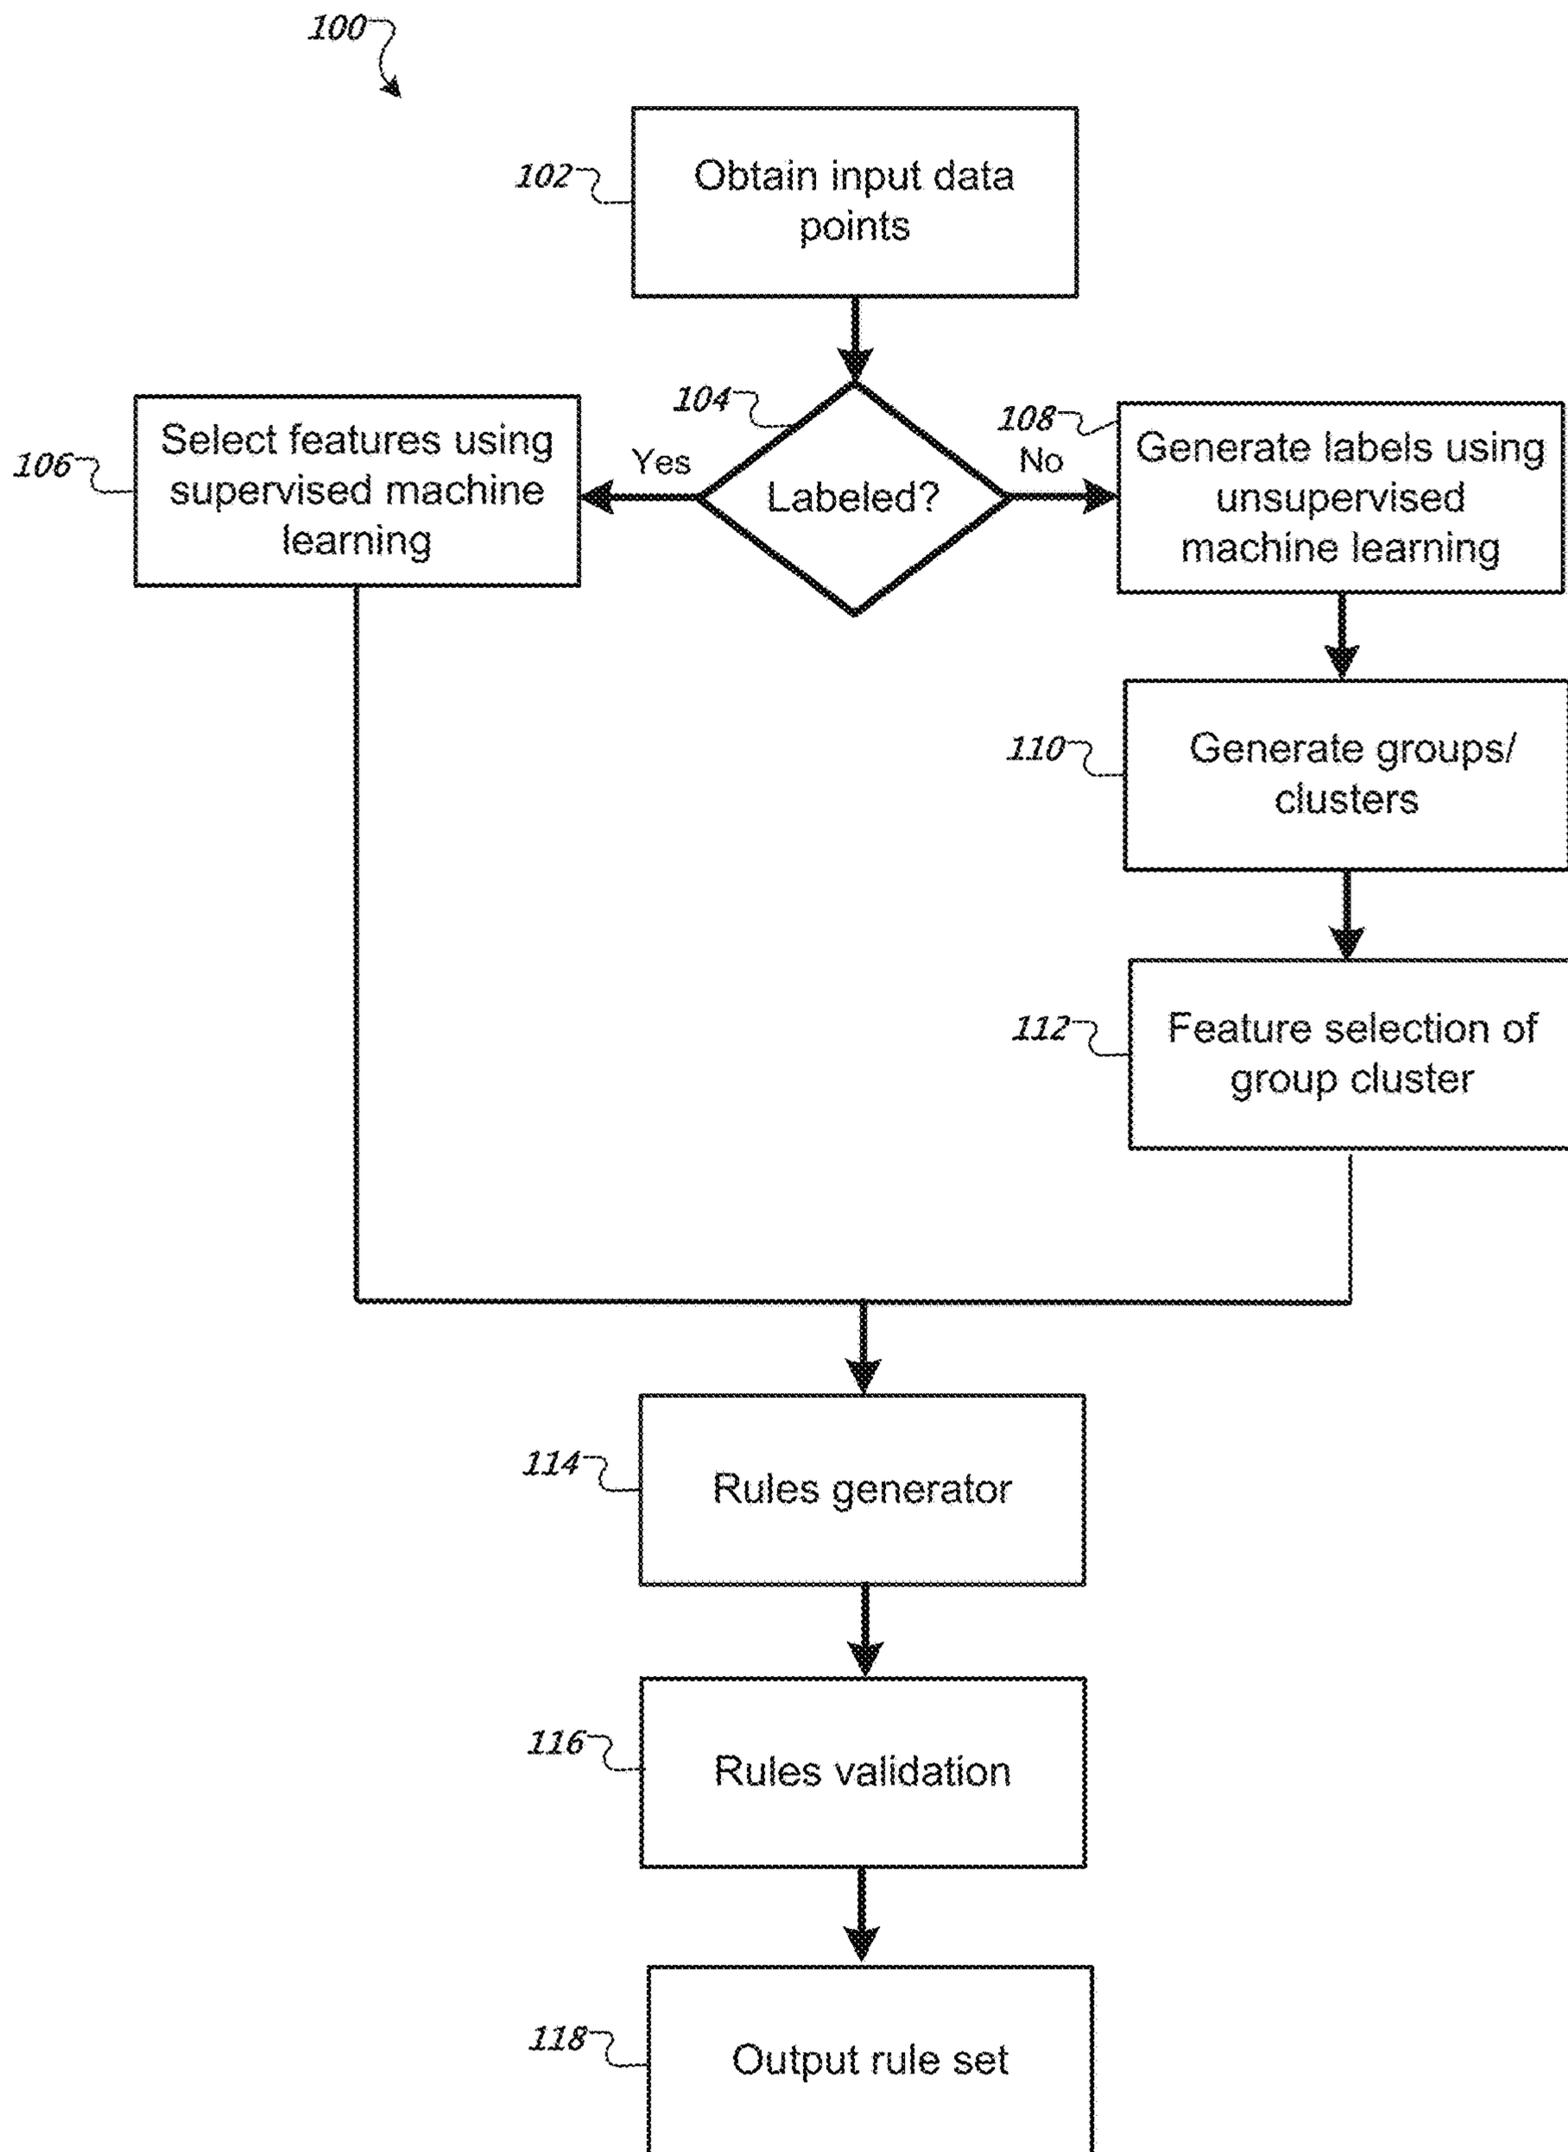 100
102
Obtain input data
points
104
Labeled?
Yes
No
106
Select features using
supervised machine
learning
108
Generate labels using
unsupervised
machine learning
110
Generate groups/
clusters
112
Feature selection of
group cluster
114
Rules generator
116
Rules validation
118
Output rule set